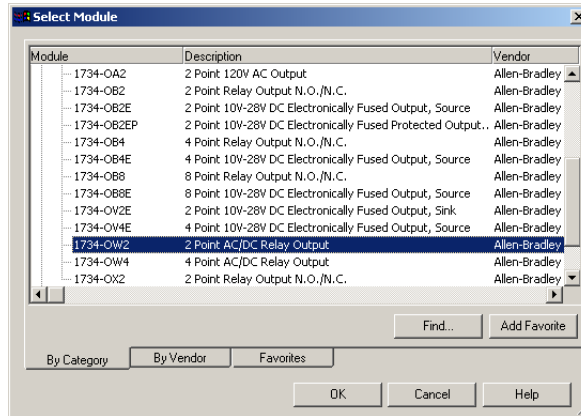 Select Module
Module Description Vendor
1734-OA2 2 Point 120V AC Output Allen-Bradley
1734-OB2 2 Point Relay Output N.O./N.C. Allen-Bradley
1734-OB2E 2 Point 10V-28V DC Electronically Fused Output, Source Allen-Bradley
1734-OB2EP 2 Point 10V-28V DC Electronically Fused Protected Output.. Allen-Bradley
1734-OB4 4 Point Relay Output N.O./N.C. Allen-Bradley
1734-OB4E 4 Point 10V-28V DC Electronically Fused Output, Source Allen-Bradley
1734-OB8 8 Point Relay Output N.O./N.C. Allen-Bradley
1734-OB8E 8 Point 10V-28V DC Electronically Fused Output, Source Allen-Bradley
1734-OV2E 2 Point 10V-28V DC Electronically Fused Output, Sink Allen-Bradley
1734-OV4E 4 Point 10V-28V DC Electronically Fused Output, Source Allen-Bradley
1734-OW2 2 Point AC/DC Relay Output Allen-Bradley
1734-OW4 4 Point AC/DC Relay Output Allen-Bradley
1734-OX2 2 Point Relay Output N.O./N.C. Allen-Bradley
Find... Add Favorite
By Category By Vendor Favorites
OK Cancel Help